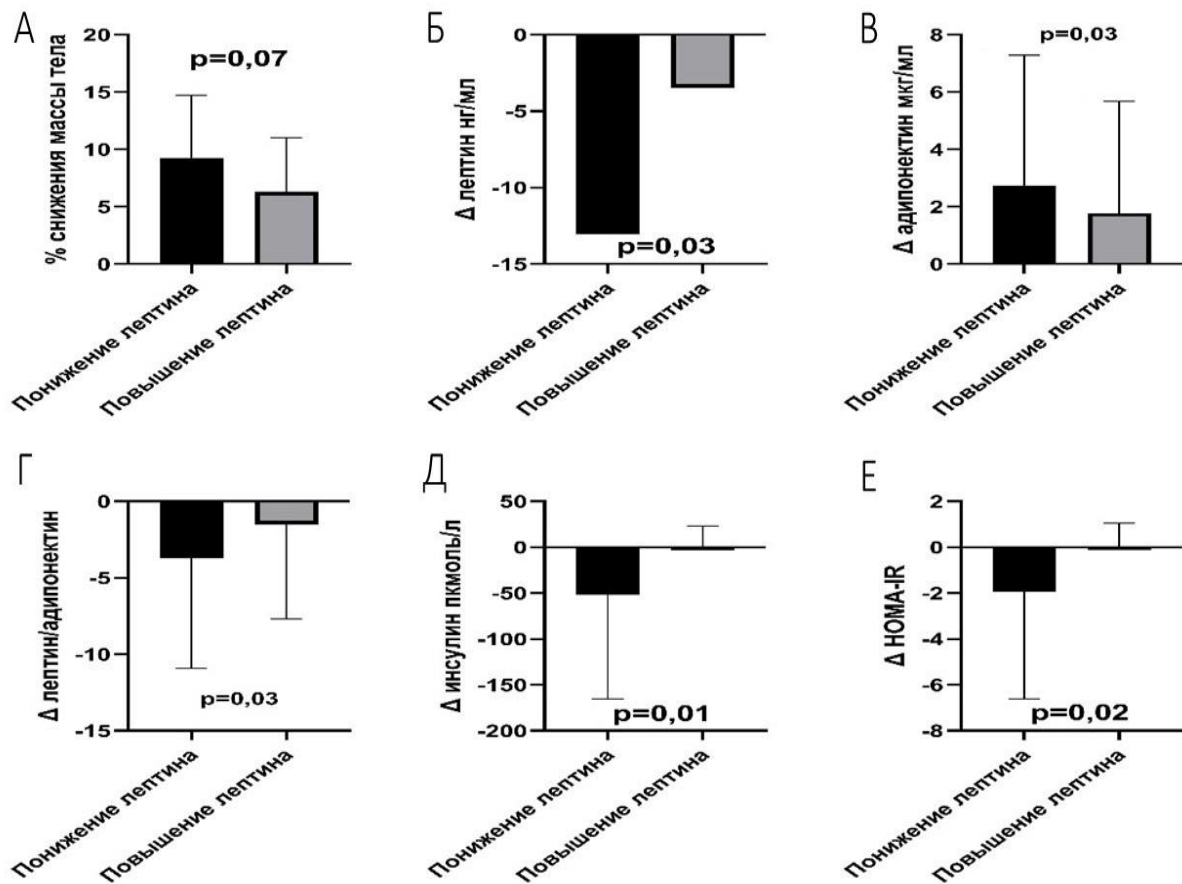 А
% снижения массы тела
20
15
10
5
0
p=0,07
Понижение лептина
Повышение лептина
Б
Δ лептин нг/мл
0
-5
-10
-15
p=0,03
Понижение лептина
Повышение лептина
В
Δ адипонектин мкг/мл
8
6
4
2
0
p=0,03
Понижение лептина
Повышение лептина
Г
Δ лептин/адипонектин
0
-5
-10
-15
p=0,03
Понижение лептина
Повышение лептина
Д
Δ инсулин пкмоль/л
50
0
-50
-100
-150
-200
p=0,01
Понижение лептина
Повышение лептина
Е
Δ HOMA-IR
2
0
-2
-4
-6
-8
p=0,02
Понижение лептина
Повышение лептина